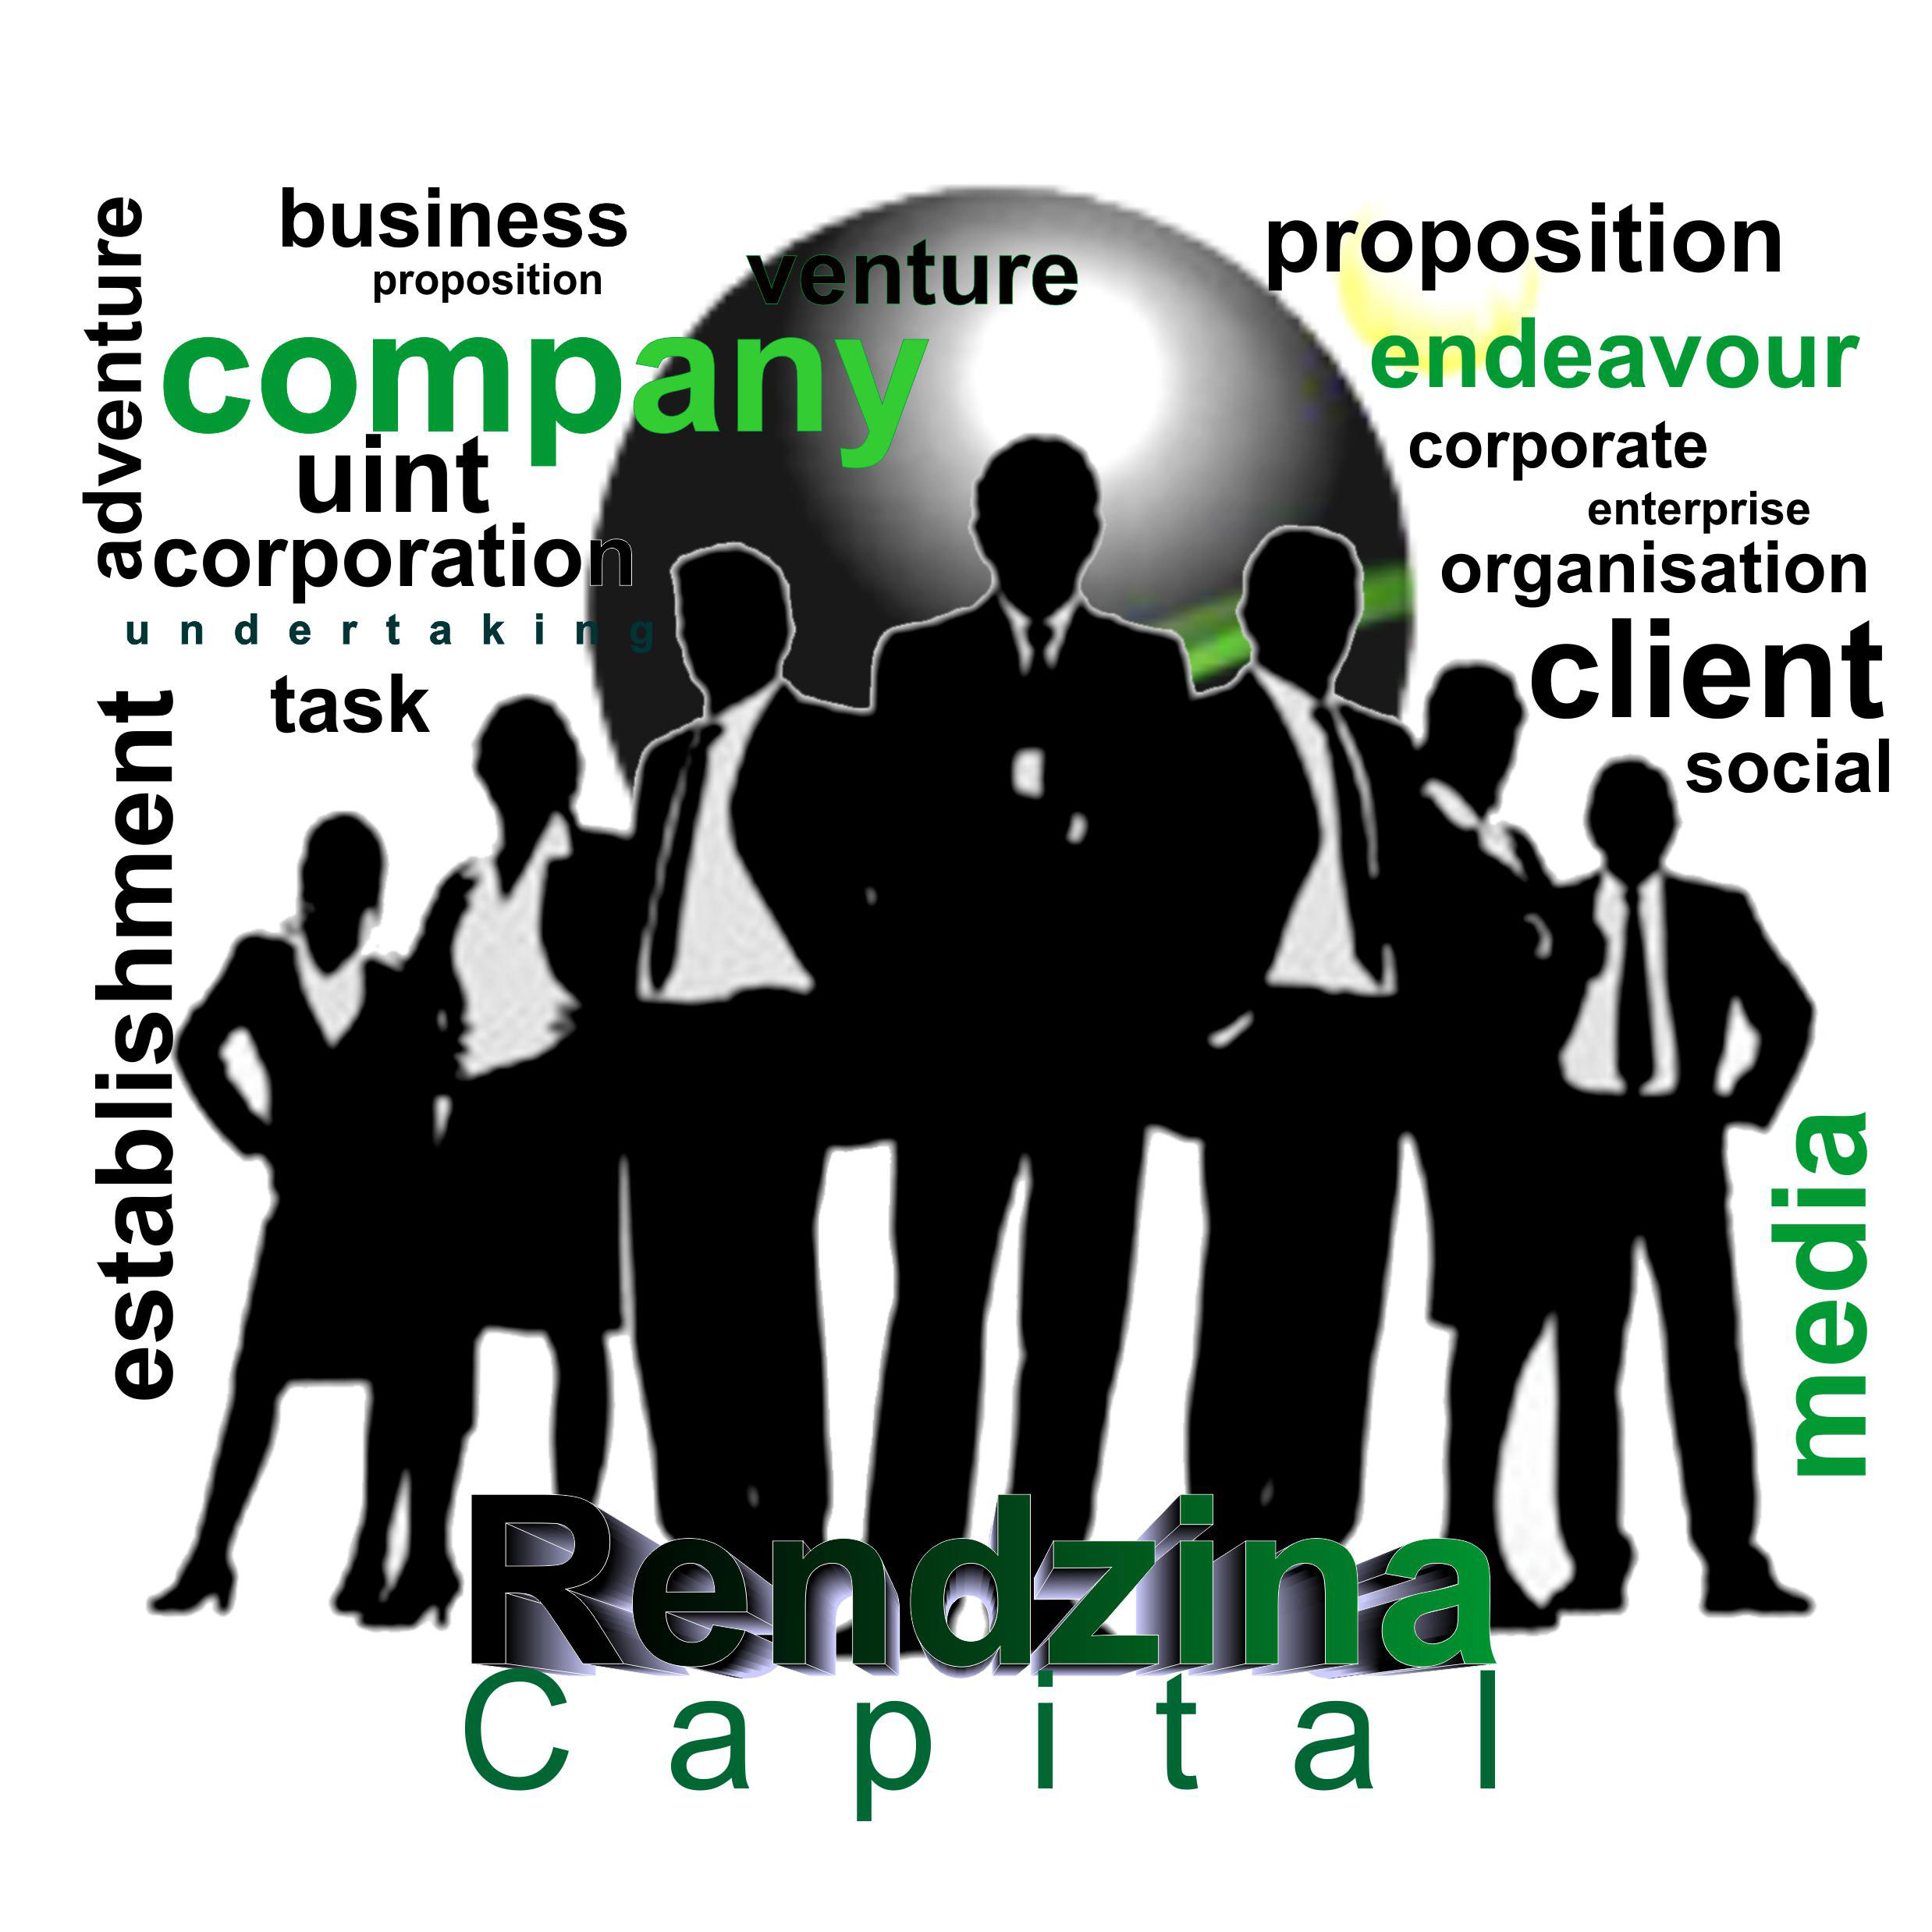 adventure
business
proposition
venture
company
uint
corporation
undertaking
task
establishment
proposition
endeavour
corporate
enterprise
organisation
client
social
media
Rendzina
Capital